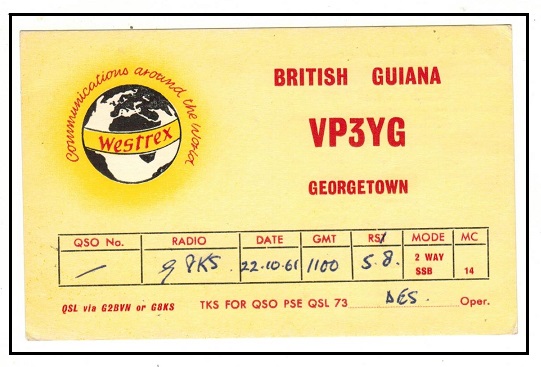 Communications around the World
Westrex
BRITISH GUIANA
VP3YG
GEORGETOWN
QSO No. RADIO DATE GMT RST MODE MC
— G8KS. 22.10.61 1100 5.8. 2 WAY SSB 14
QSL via G2BVN or G8KS TKS FOR QSO PSE QSL 73 DES. Oper.